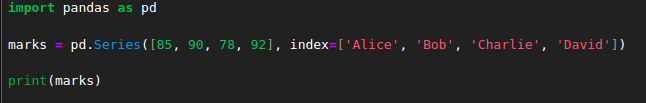 import pandas as pd
marks = pd.Series([85, 90, 78, 92], index=['Alice', 'Bob', 'Charlie', 'David'])
print(marks)